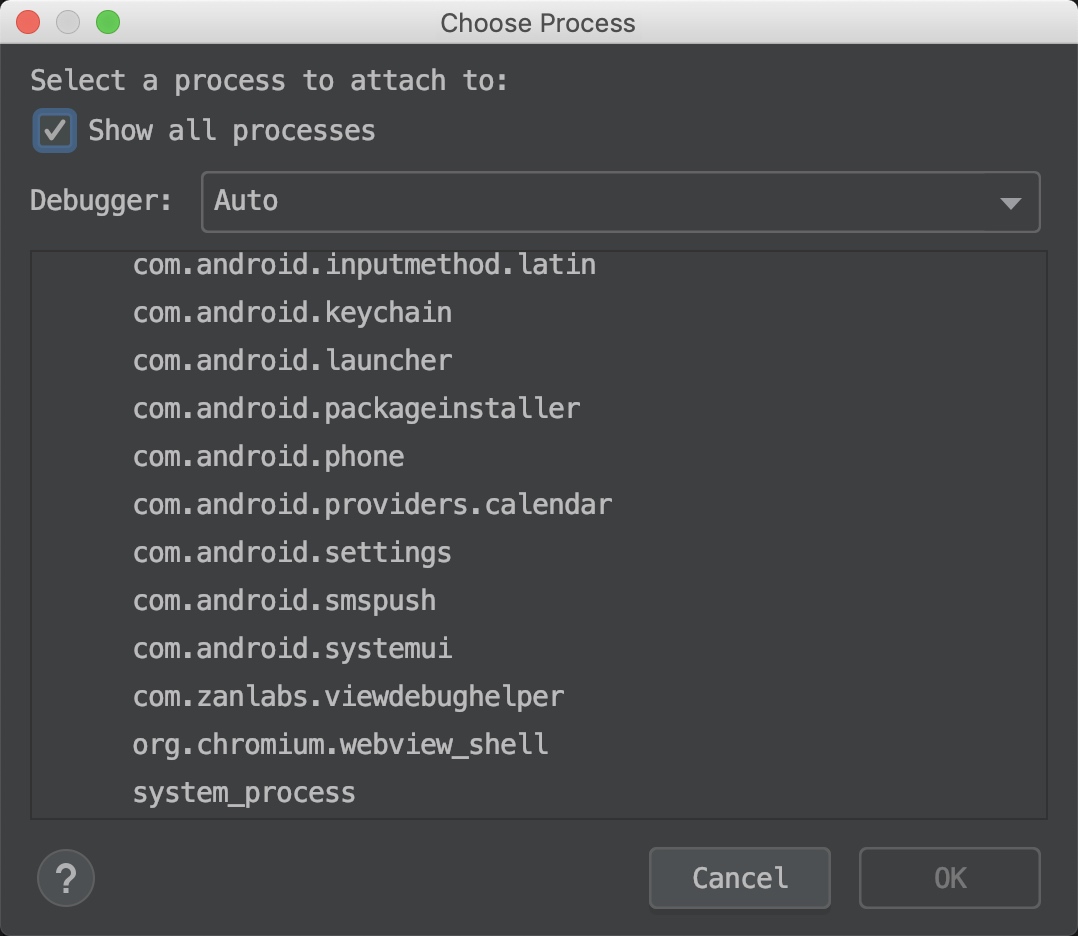 Choose Process
Select a process to attach to:
Show all processes
Debugger: Auto
com.android.inputmethod.latin
com.android.keychain
com.android.launcher
com.android.packageinstaller
com.android.phone
com.android.providers.calendar
com.android.settings
com.android.smspush
com.android.systemui
com.zanlabs.viewdebughelper
org.chromium.webview_shell
system_process
? Cancel OK